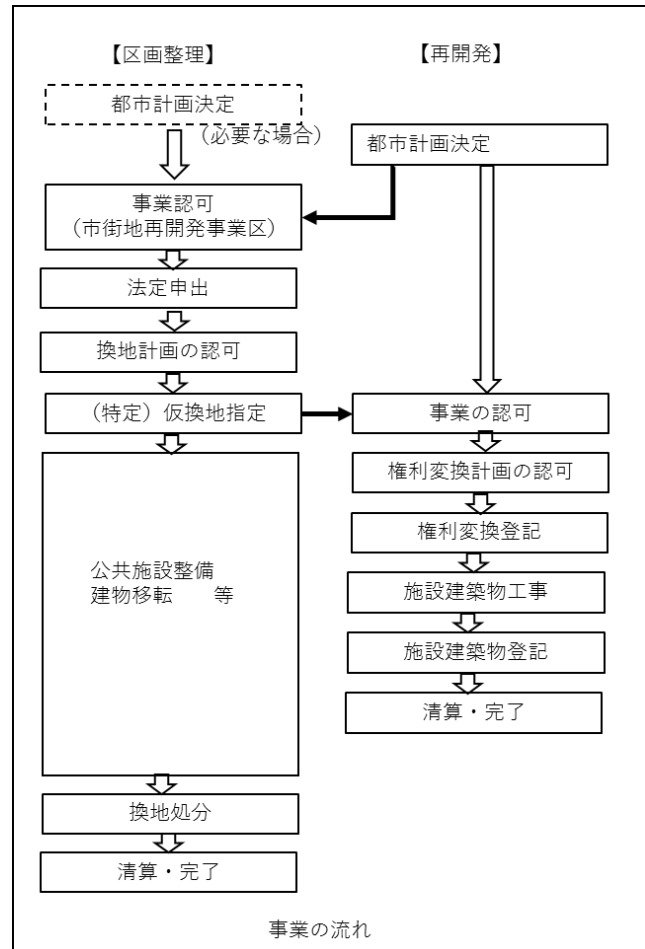 【区画整理】
都市計画決定
(必要な場合)
事業認可
（市街地再開発事業区）
法定申出
換地計画の認可
（特定）仮換地指定
公共施設整備
建物移転　　等
換地処分
清算・完了
【再開発】
都市計画決定
事業の認可
権利変換計画の認可
権利変換登記
施設建築物工事
施設建築物登記
清算・完了
事業の流れ